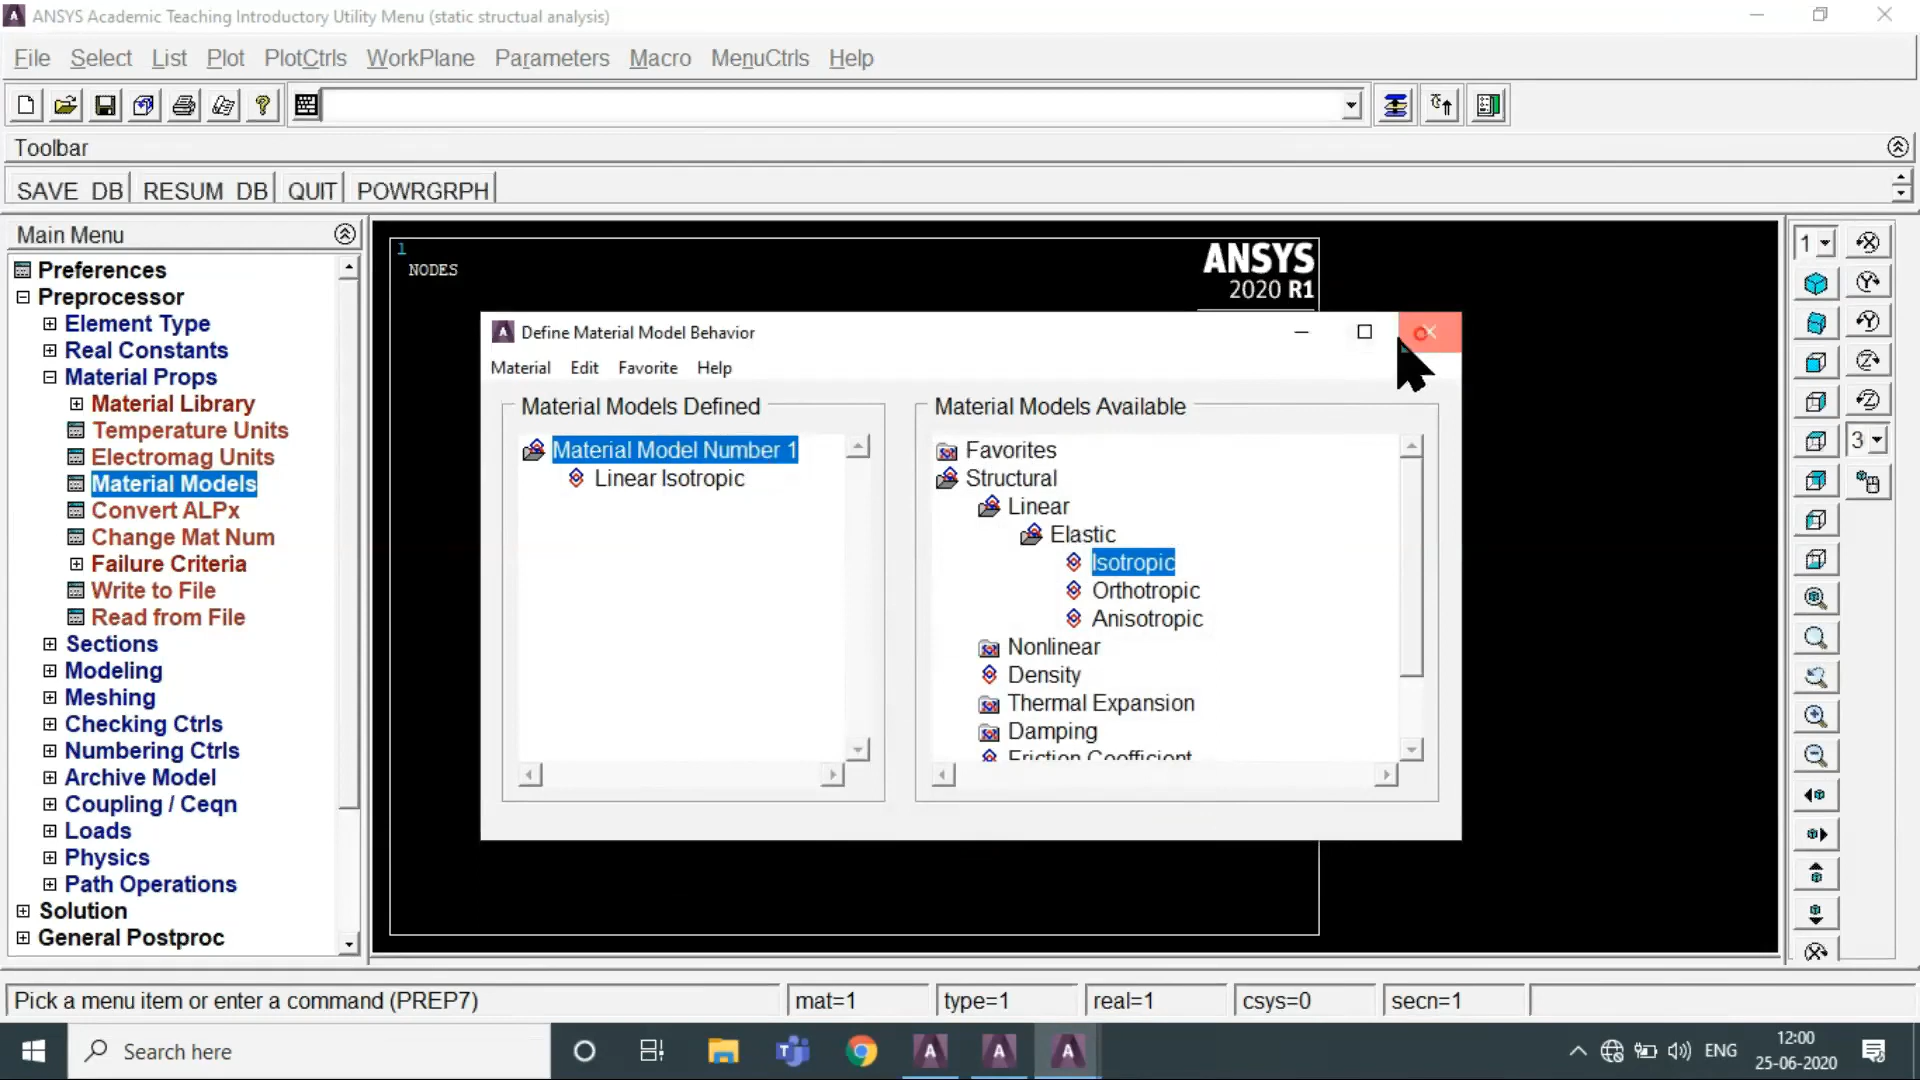 ANSYS Academic Teaching Introductory Utility Menu (static structual analysis)
File Select List Plot PlotCtrls WorkPlane Parameters Macro MenuCtrls Help
Toolbar
SAVE_DB RESUM_DB QUIT POWRGRPH
Main Menu
Preferences
Preprocessor
Element Type
Real Constants
Material Props
Material Library
Temperature Units
Electromag Units
Material Models
Convert ALPx
Change Mat Num
Failure Criteria
Write to File
Read from File
Sections
Modeling
Meshing
Checking Ctrls
Numbering Ctrls
Archive Model
Coupling / Ceqn
Loads
Physics
Path Operations
Solution
General Postproc
1
NODES
ANSYS
2020 R1
Define Material Model Behavior
Material Edit Favorite Help
Material Models Defined
Material Model Number 1
Linear Isotropic
Material Models Available
Favorites
Structural
Linear
Elastic
Isotropic
Orthotropic
Anisotropic
Nonlinear
Density
Thermal Expansion
Damping
Friction Coefficient
1
3
Pick a menu item or enter a command (PREP7)
mat=1
type=1
real=1
csys=0
secn=1
Search here
ENG
12:00
25-06-2020